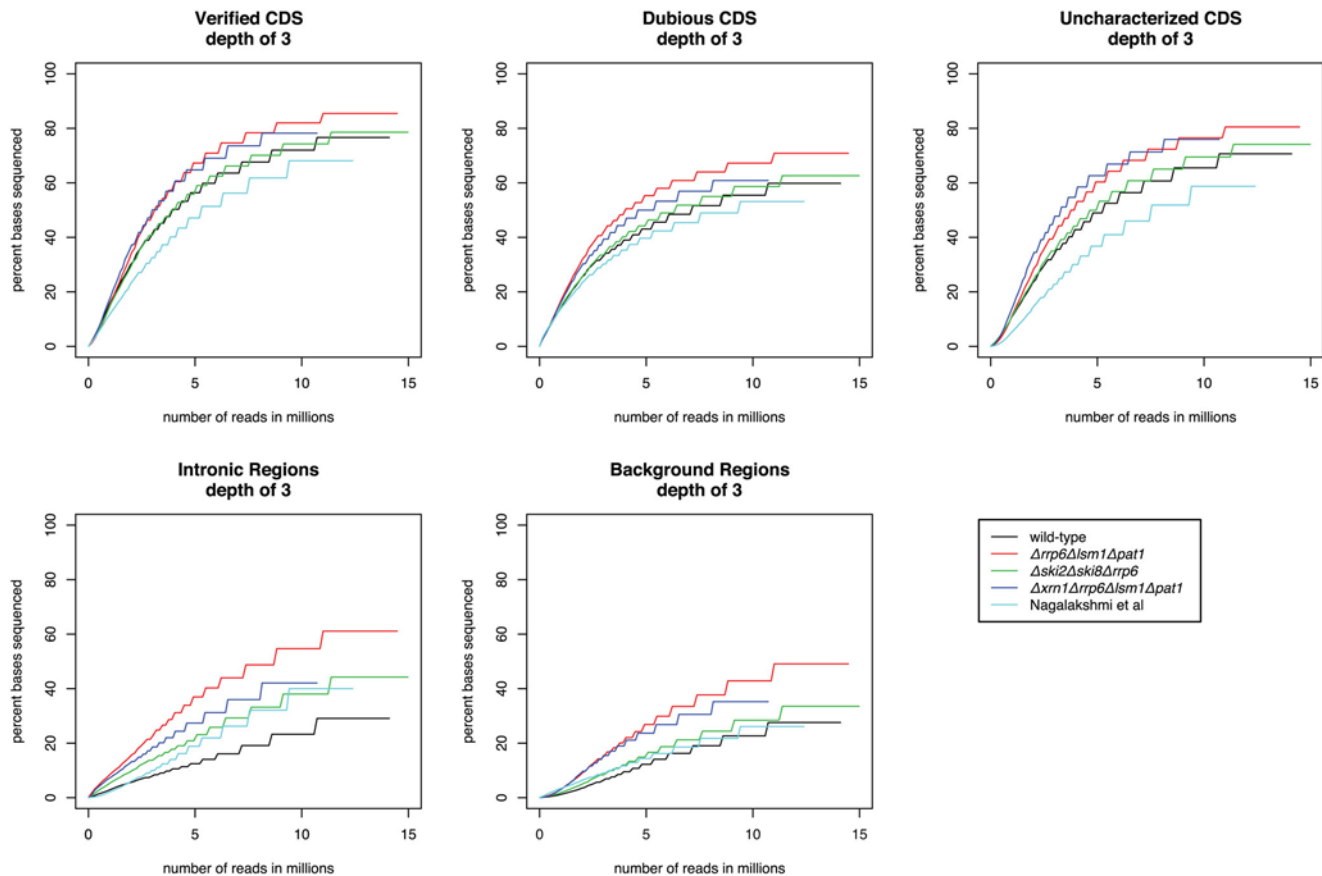 Verified CDS
depth of 3
percent bases sequenced
0
20
40
60
80
100
0
5
10
15
number of reads in millions
Dubious CDS
depth of 3
percent bases sequenced
0
20
40
60
80
100
0
5
10
15
number of reads in millions
Uncharacterized CDS
depth of 3
percent bases sequenced
0
20
40
60
80
100
0
5
10
15
number of reads in millions
Intronic Regions
depth of 3
percent bases sequenced
0
20
40
60
80
100
0
5
10
15
number of reads in millions
Background Regions
depth of 3
percent bases sequenced
0
20
40
60
80
100
0
5
10
15
number of reads in millions
wild-type
Δrrp6Δlsm1Δpat1
Δski2Δski8Δrrp6
Δxrn1Δrrp6Δlsm1Δpat1
Nagalakshmi et al